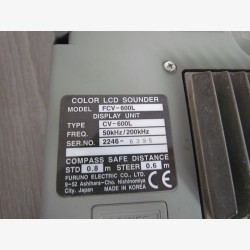 COLOR LCD SOUNDER
MODEL FCV-600L
DISPLAY UNIT
TYPE CV-600L
FREQ. 50kHz/200kHz
SER.NO. 2246-6395
COMPASS SAFE DISTANCE
STD 0.8 m STEER 0.6 m
FURUNO ELECTRIC CO., LTD.
9-52 Ashihara-Cho, Nishinomiya
City, Japan MADE IN KOREA